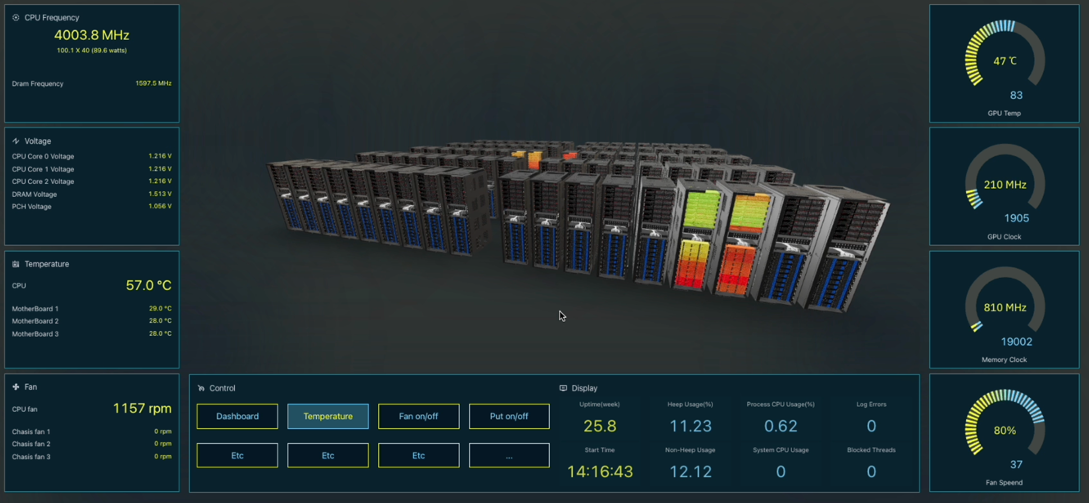 CPU Frequency
4003.8 MHz
100.1 X 40 (89.6 watts)
Dram Frequency 1597.5 MHz
Voltage
CPU Core 0 Voltage 1.216 V
CPU Core 1 Voltage 1.216 V
CPU Core 2 Voltage 1.216 V
DRAM Voltage 1.513 V
PCH Voltage 1.056 V
Temperature
CPU 57.0 °C
MotherBoard 1 29.0 °C
MotherBoard 2 28.0 °C
MotherBoard 3 28.0 °C
Fan
CPU fan 1157 rpm
Chasis fan 1 0 rpm
Chasis fan 2 0 rpm
Chasis fan 3 0 rpm
Control
Dashboard Temperature Fan on/off Put on/off
Etc Etc Etc ...
Display
Uptime(week) Heep Usage(%) Process CPU Usage(%) Log Errors
25.8 11.23 0.62 0
Start Time Non-Heep Usage System CPU Usage Blocked Threads
14:16:43 12.12 0 0
47 ℃
83
GPU Temp
210 MHz
1905
GPU Clock
810 MHz
19002
Memory Clock
80%
37
Fan Speend